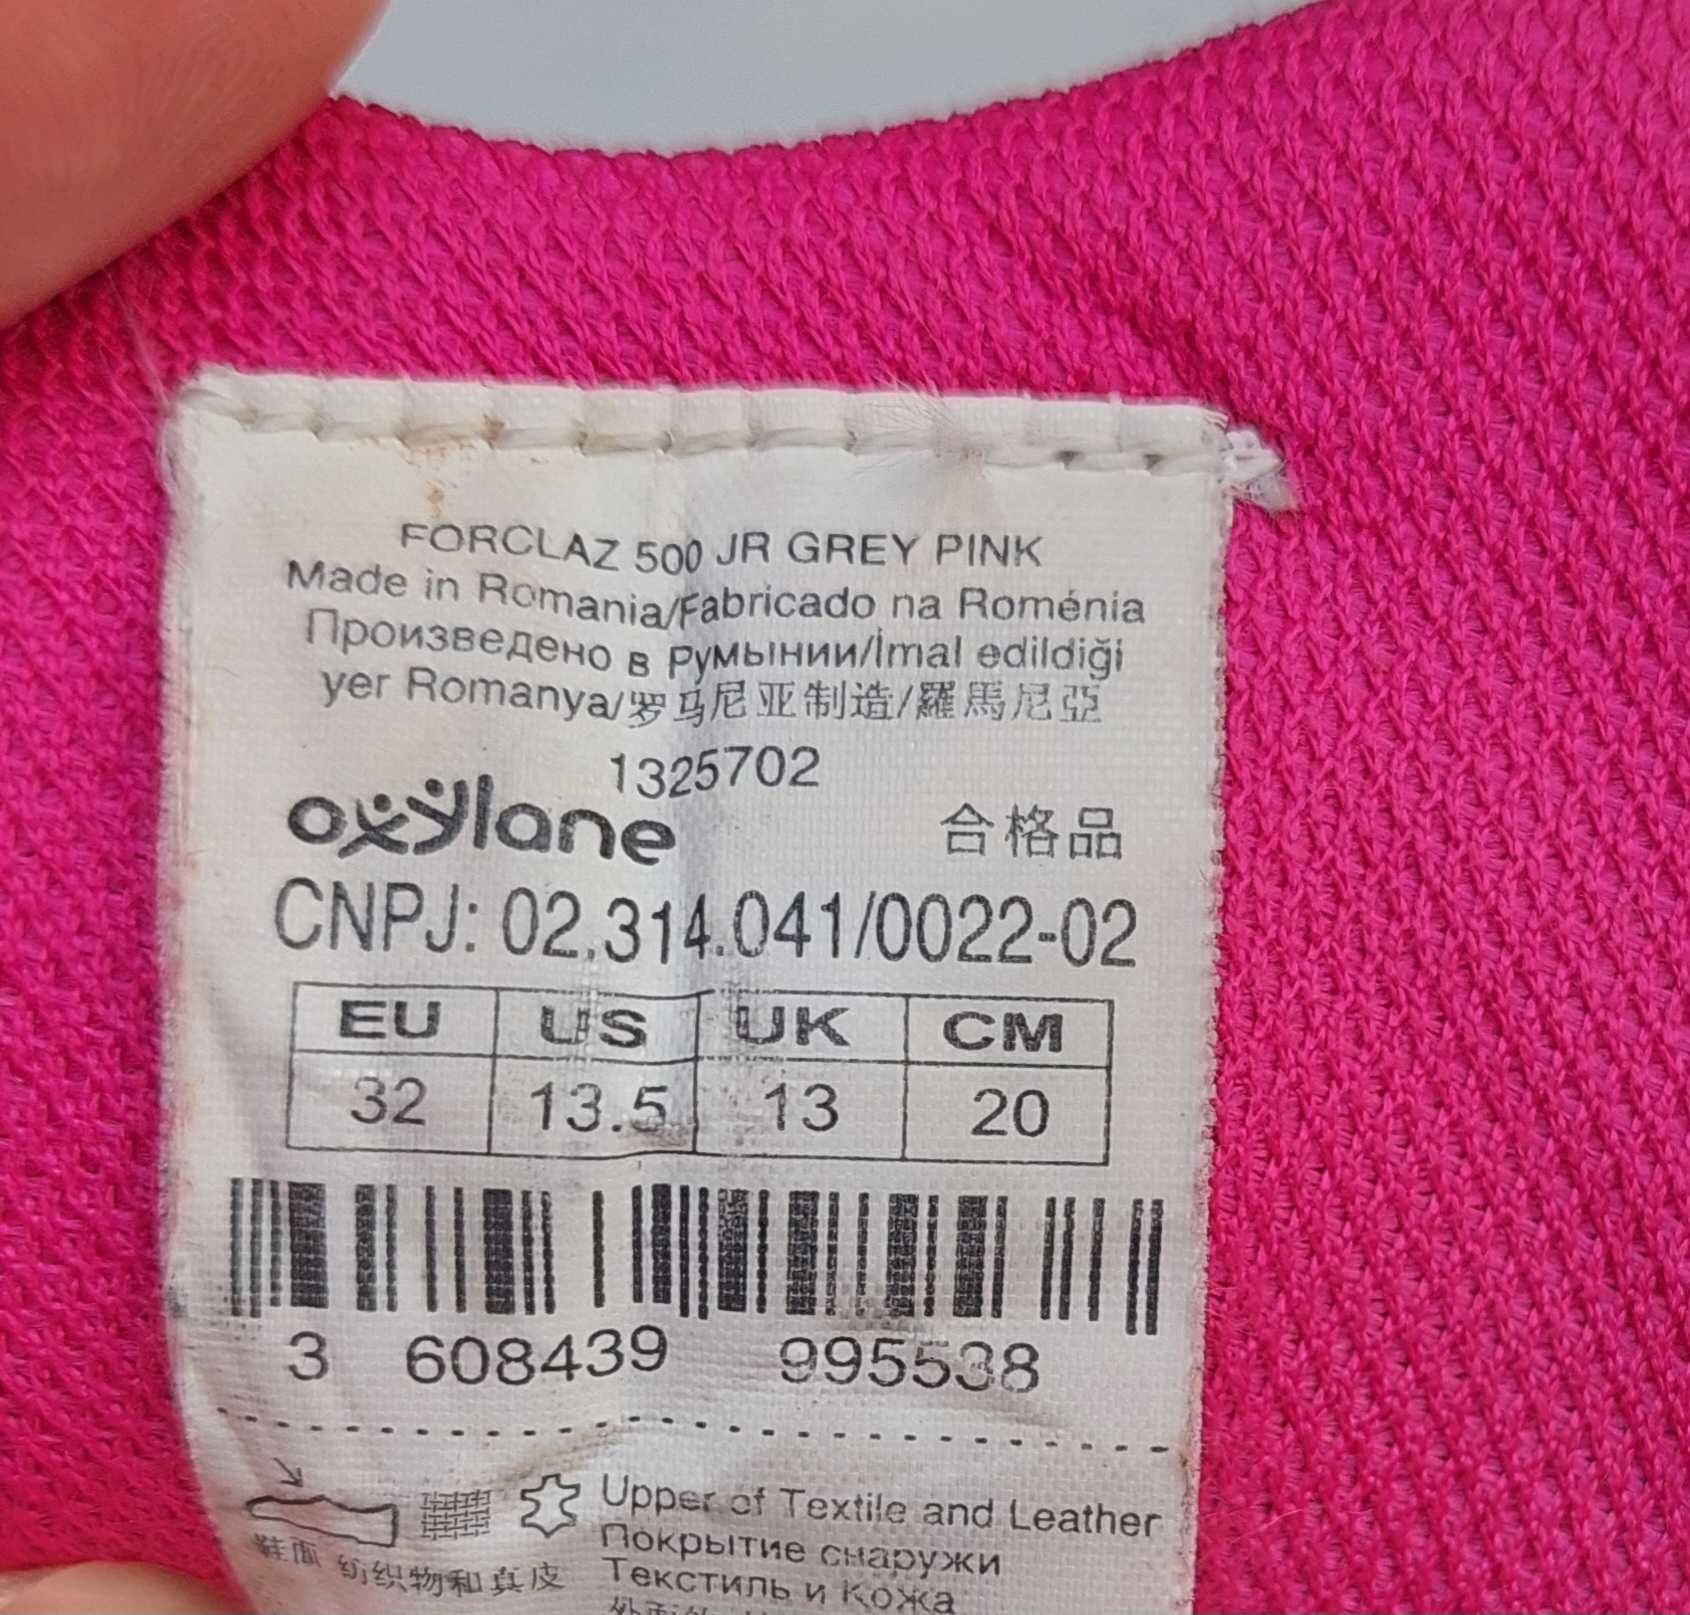 FORCLAZ 500 JR GREY PINK
Made in Romania/Fabricado na Roménia
Произведено в Румынии/İmal edildiği
yer Romanya/罗马尼亚制造/羅馬尼亞
1325702
oxylane 合格品
CNPJ: 02.314.041/0022-02
EU US UK CM
32 13.5 13 20
3 608439 995538
Upper of Textile and Leather
Покрытие снаружи
鞋面 纺织物和真皮 Текстиль и Кожа